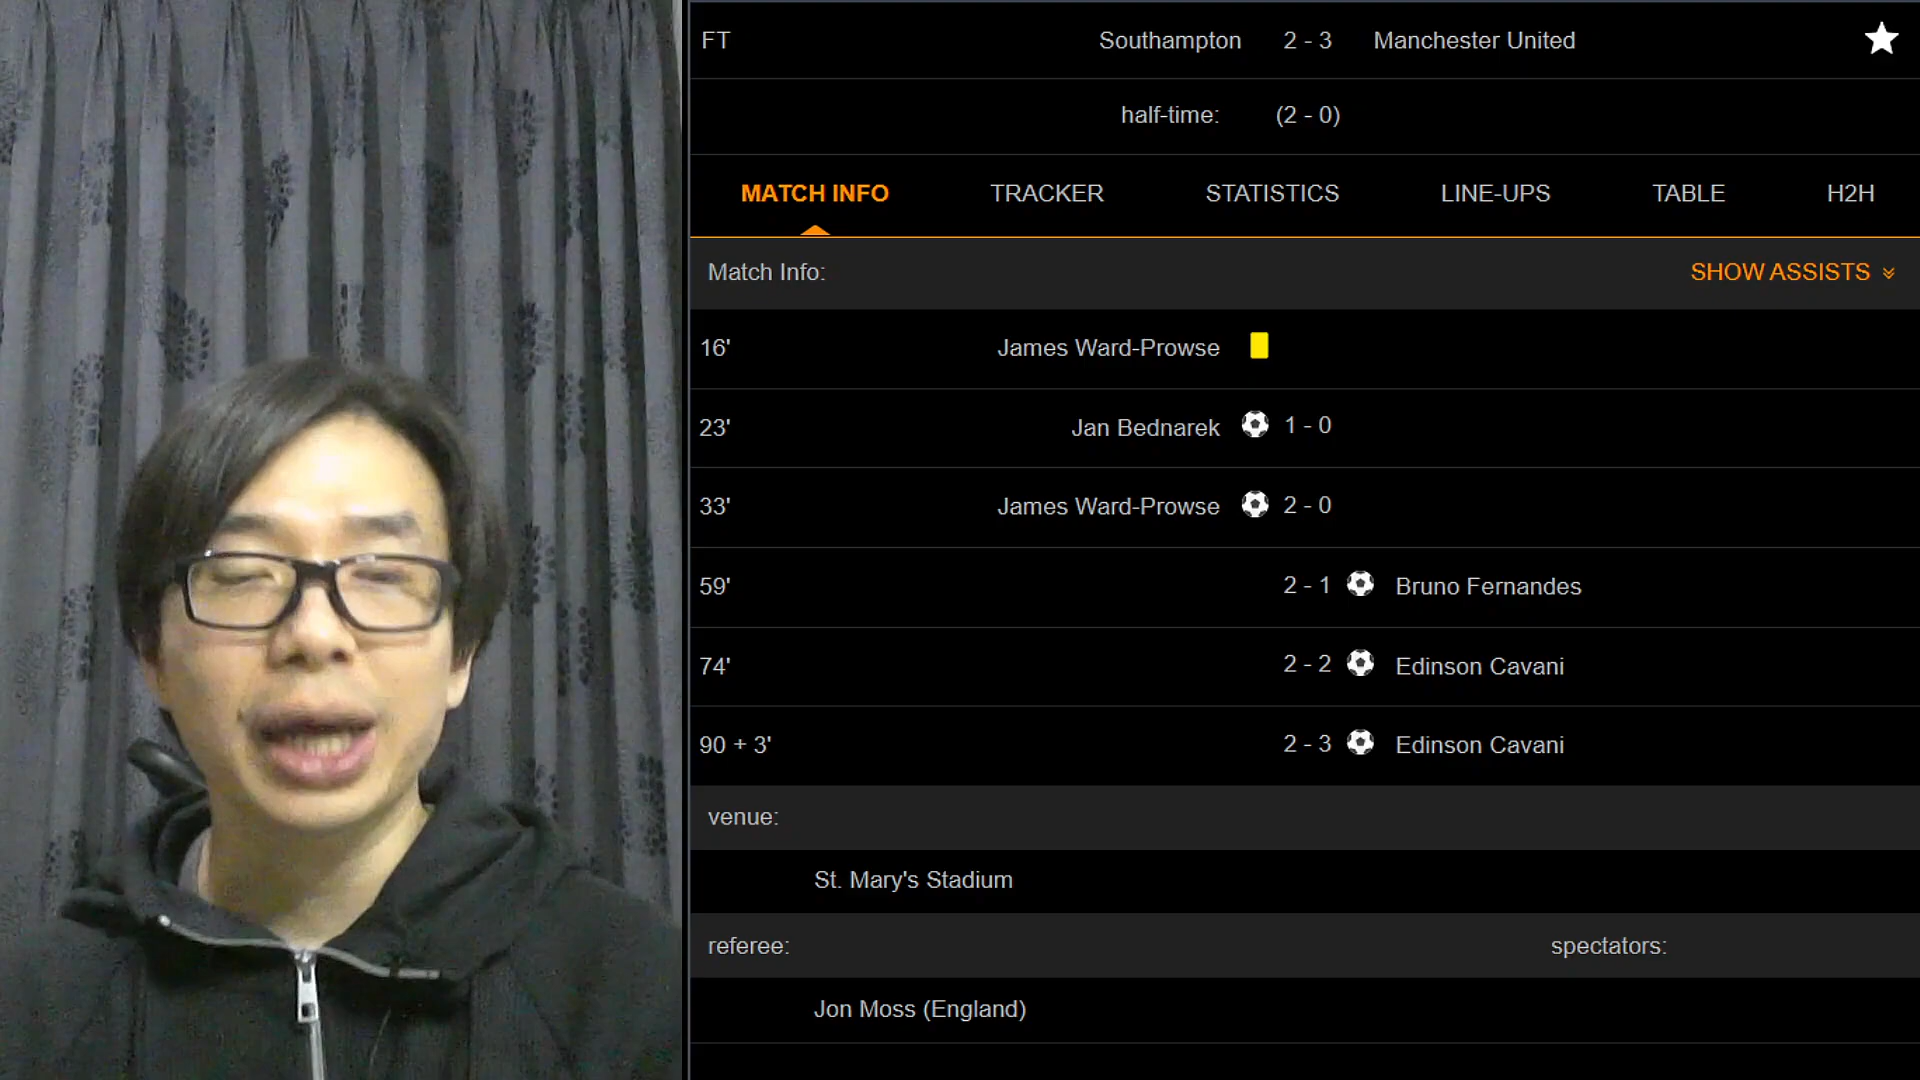 FT Southampton 2 - 3 Manchester United
half-time: (2 - 0)
MATCH INFO TRACKER STATISTICS LINE-UPS TABLE H2H
Match Info: SHOW ASSISTS
16' James Ward-Prowse
23' Jan Bednarek 1 - 0
33' James Ward-Prowse 2 - 0
59' 2 - 1 Bruno Fernandes
74' 2 - 2 Edinson Cavani
90 + 3' 2 - 3 Edinson Cavani
venue:
St. Mary's Stadium
referee: spectators:
Jon Moss (England)